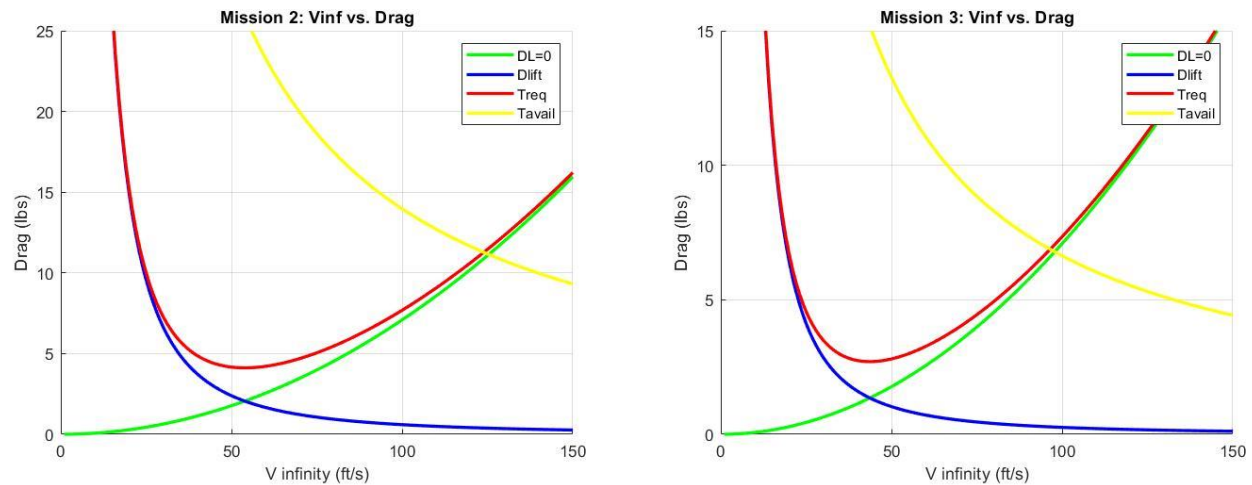 Mission 2: Vinf vs. Drag
25
20
15
10
5
0
Drag (lbs)
0 50 100 150
V infinity (ft/s)
DL=0
Dlift
Treq
Tavail
Mission 3: Vinf vs. Drag
15
10
5
0
Drag (lbs)
0 50 100 150
V infinity (ft/s)
DL=0
Dlift
Treq
Tavail